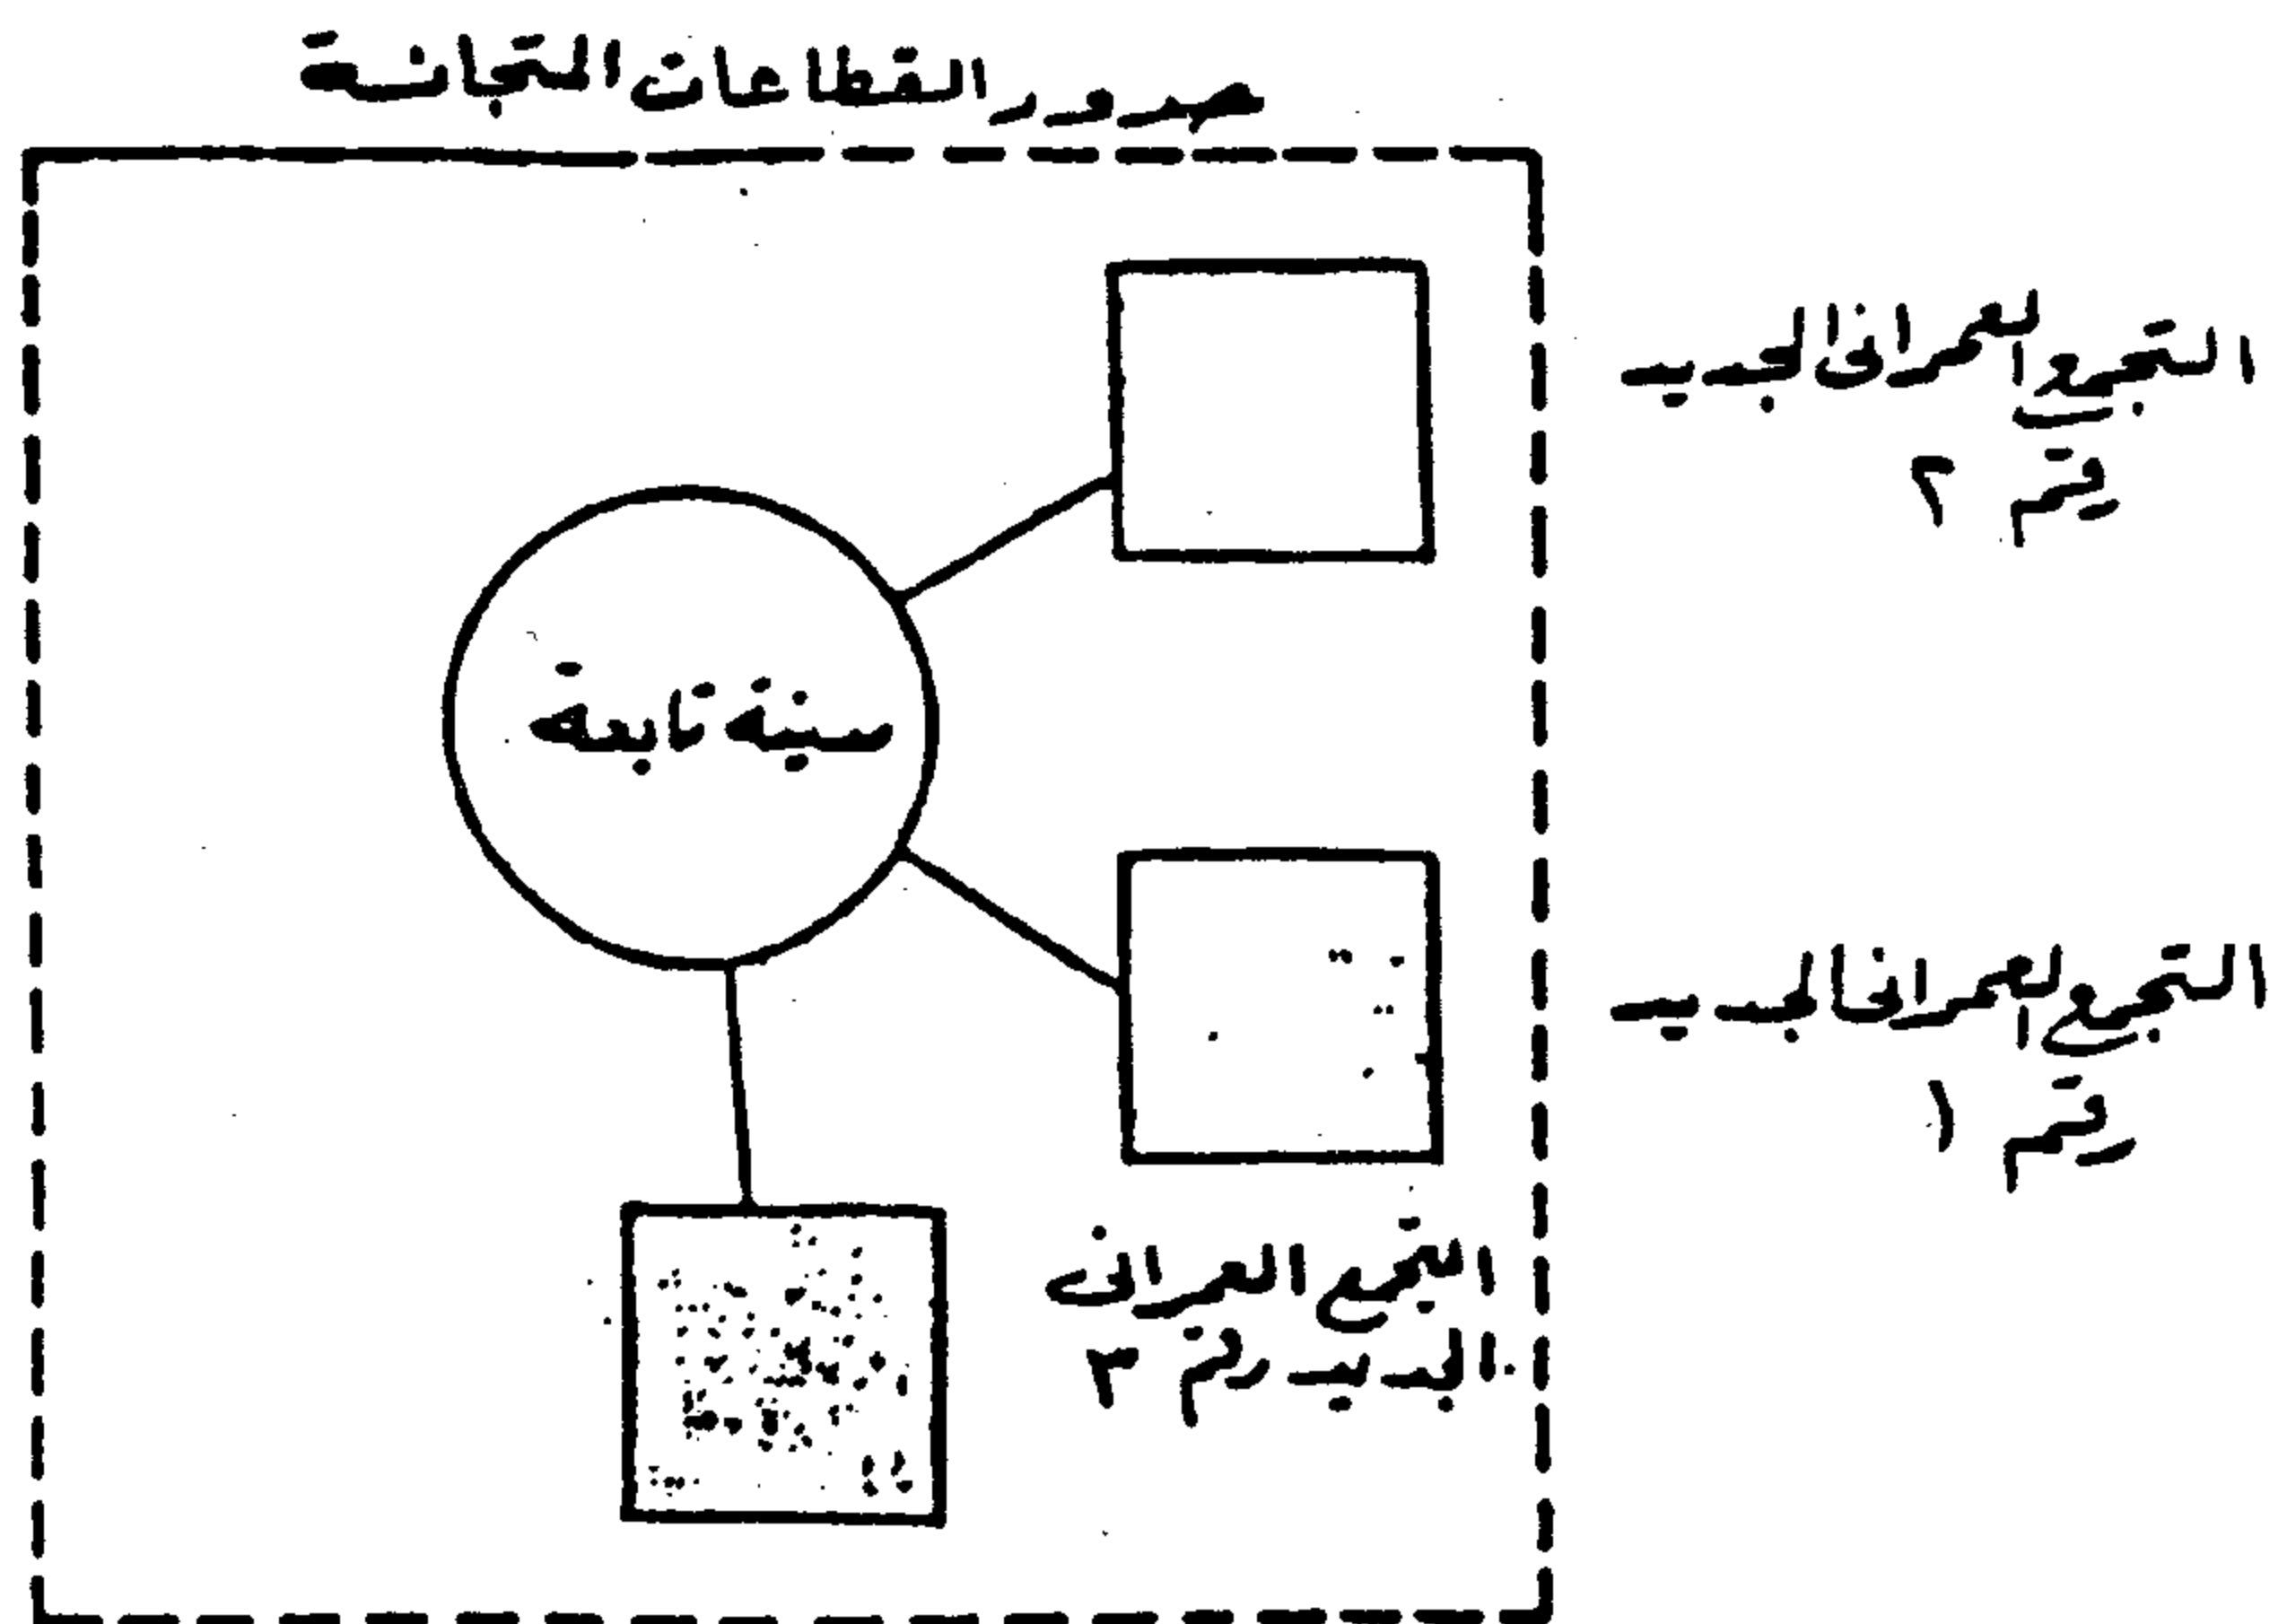 حدور القطاعات المتجانسة
التجمع العمرانى الجديد
رقم ٢
مدينة تابعة
التجمع العمرانى الجديد
رقم ١
التجمع العمرانى
الجديد رقم ٣